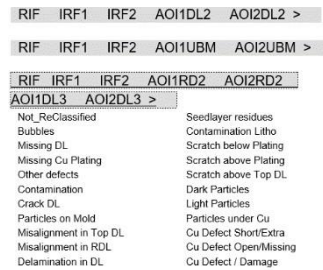 RIF IRF1 IRF2 AOI1DL2 AOI2DL2 >
RIF IRF1 IRF2 AOI1UBM AOI2UBM >
RIF IRF1 IRF2 AOI1RD2 AOI2RD2
AOI1DL3 AOI2DL3 >
Not_ReClassified
Bubbles
Missing DL
Missing Cu Plating
Other defects
Contamination
Crack DL
Particles on Mold
Misalignment in Top DL
Misalignment in RDL
Delamination in DL
Seedlayer residues
Contamination Litho
Scratch below Plating
Scratch above Plating
Scratch above Top DL
Dark Particles
Light Particles
Particles under Cu
Cu Defect Short/Extra
Cu Defect Open/Missing
Cu Defect / Damage